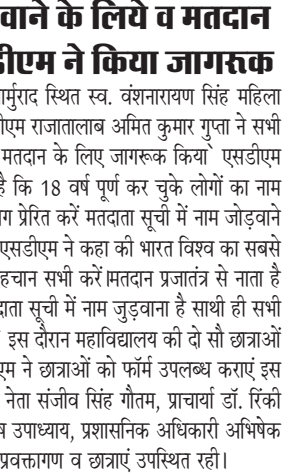 वाने के लिये व मतदान
डीएम ने किया जागरूक
र्मुराद स्थित स्व. वंशनारायण सिंह महिला
ीएम राजातालाब अमित कुमार गुप्ता ने सभी
मतदान के लिए जागरूक किया` एसडीएम
है कि 18 वर्ष पूर्ण कर चुके लोगों का नाम
ग प्रेरित करें मतदाता सूची में नाम जोड़वाने
एसडीएम ने कहा की भारत विश्व का सबसे
हचान सभी करें।मतदान प्रजातंत्र से नाता है
दाता सूची में नाम जुड़वाना है साथी ही सभी
इस दौरान महाविद्यालय की दो सौ छात्राओं
एम ने छात्राओं को फॉर्म उपलब्ध कराएं इस
नेता संजीव सिंह गौतम, प्राचार्या डॉ. रिंकी
उपाध्याय, प्रशासनिक अधिकारी अभिषेक
प्रवक्तागण व छात्राएं उपस्थित रही।